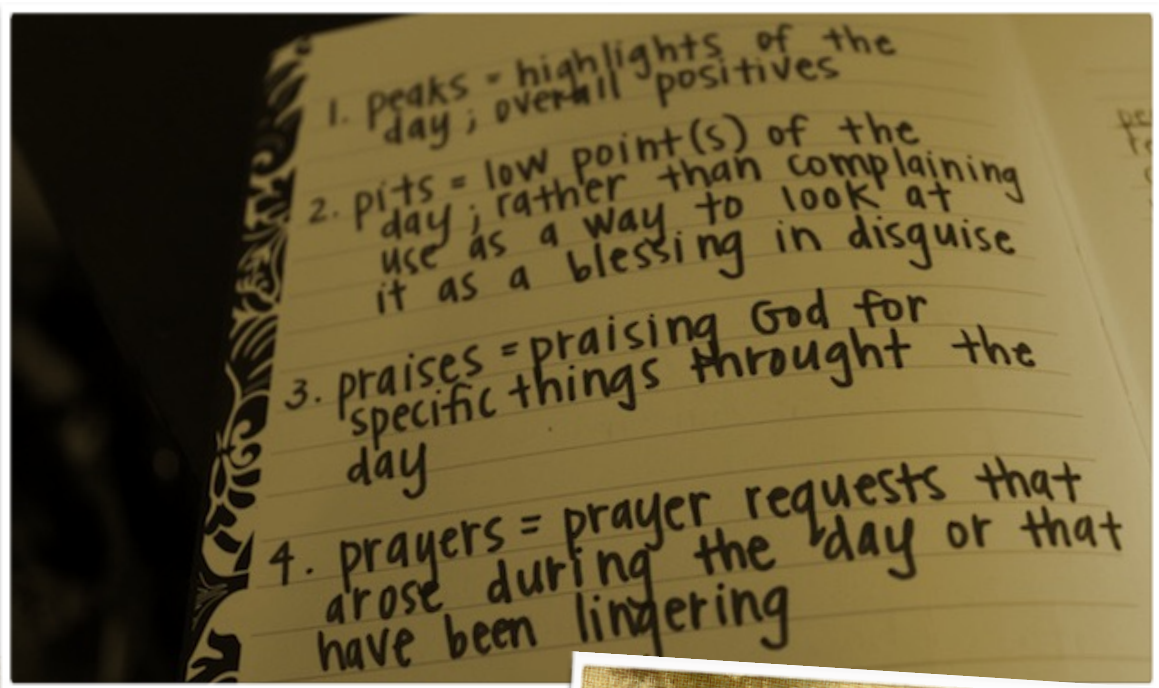 1. peaks = highlights of the
day; overall positives
2. pits = low point(s) of the
day; rather than complaining
use as a way to look at
it as a blessing in disguise
3. praises = praising God for
specific things throught the
day
4. prayers = prayer requests that
arose during the day or that
have been lingering